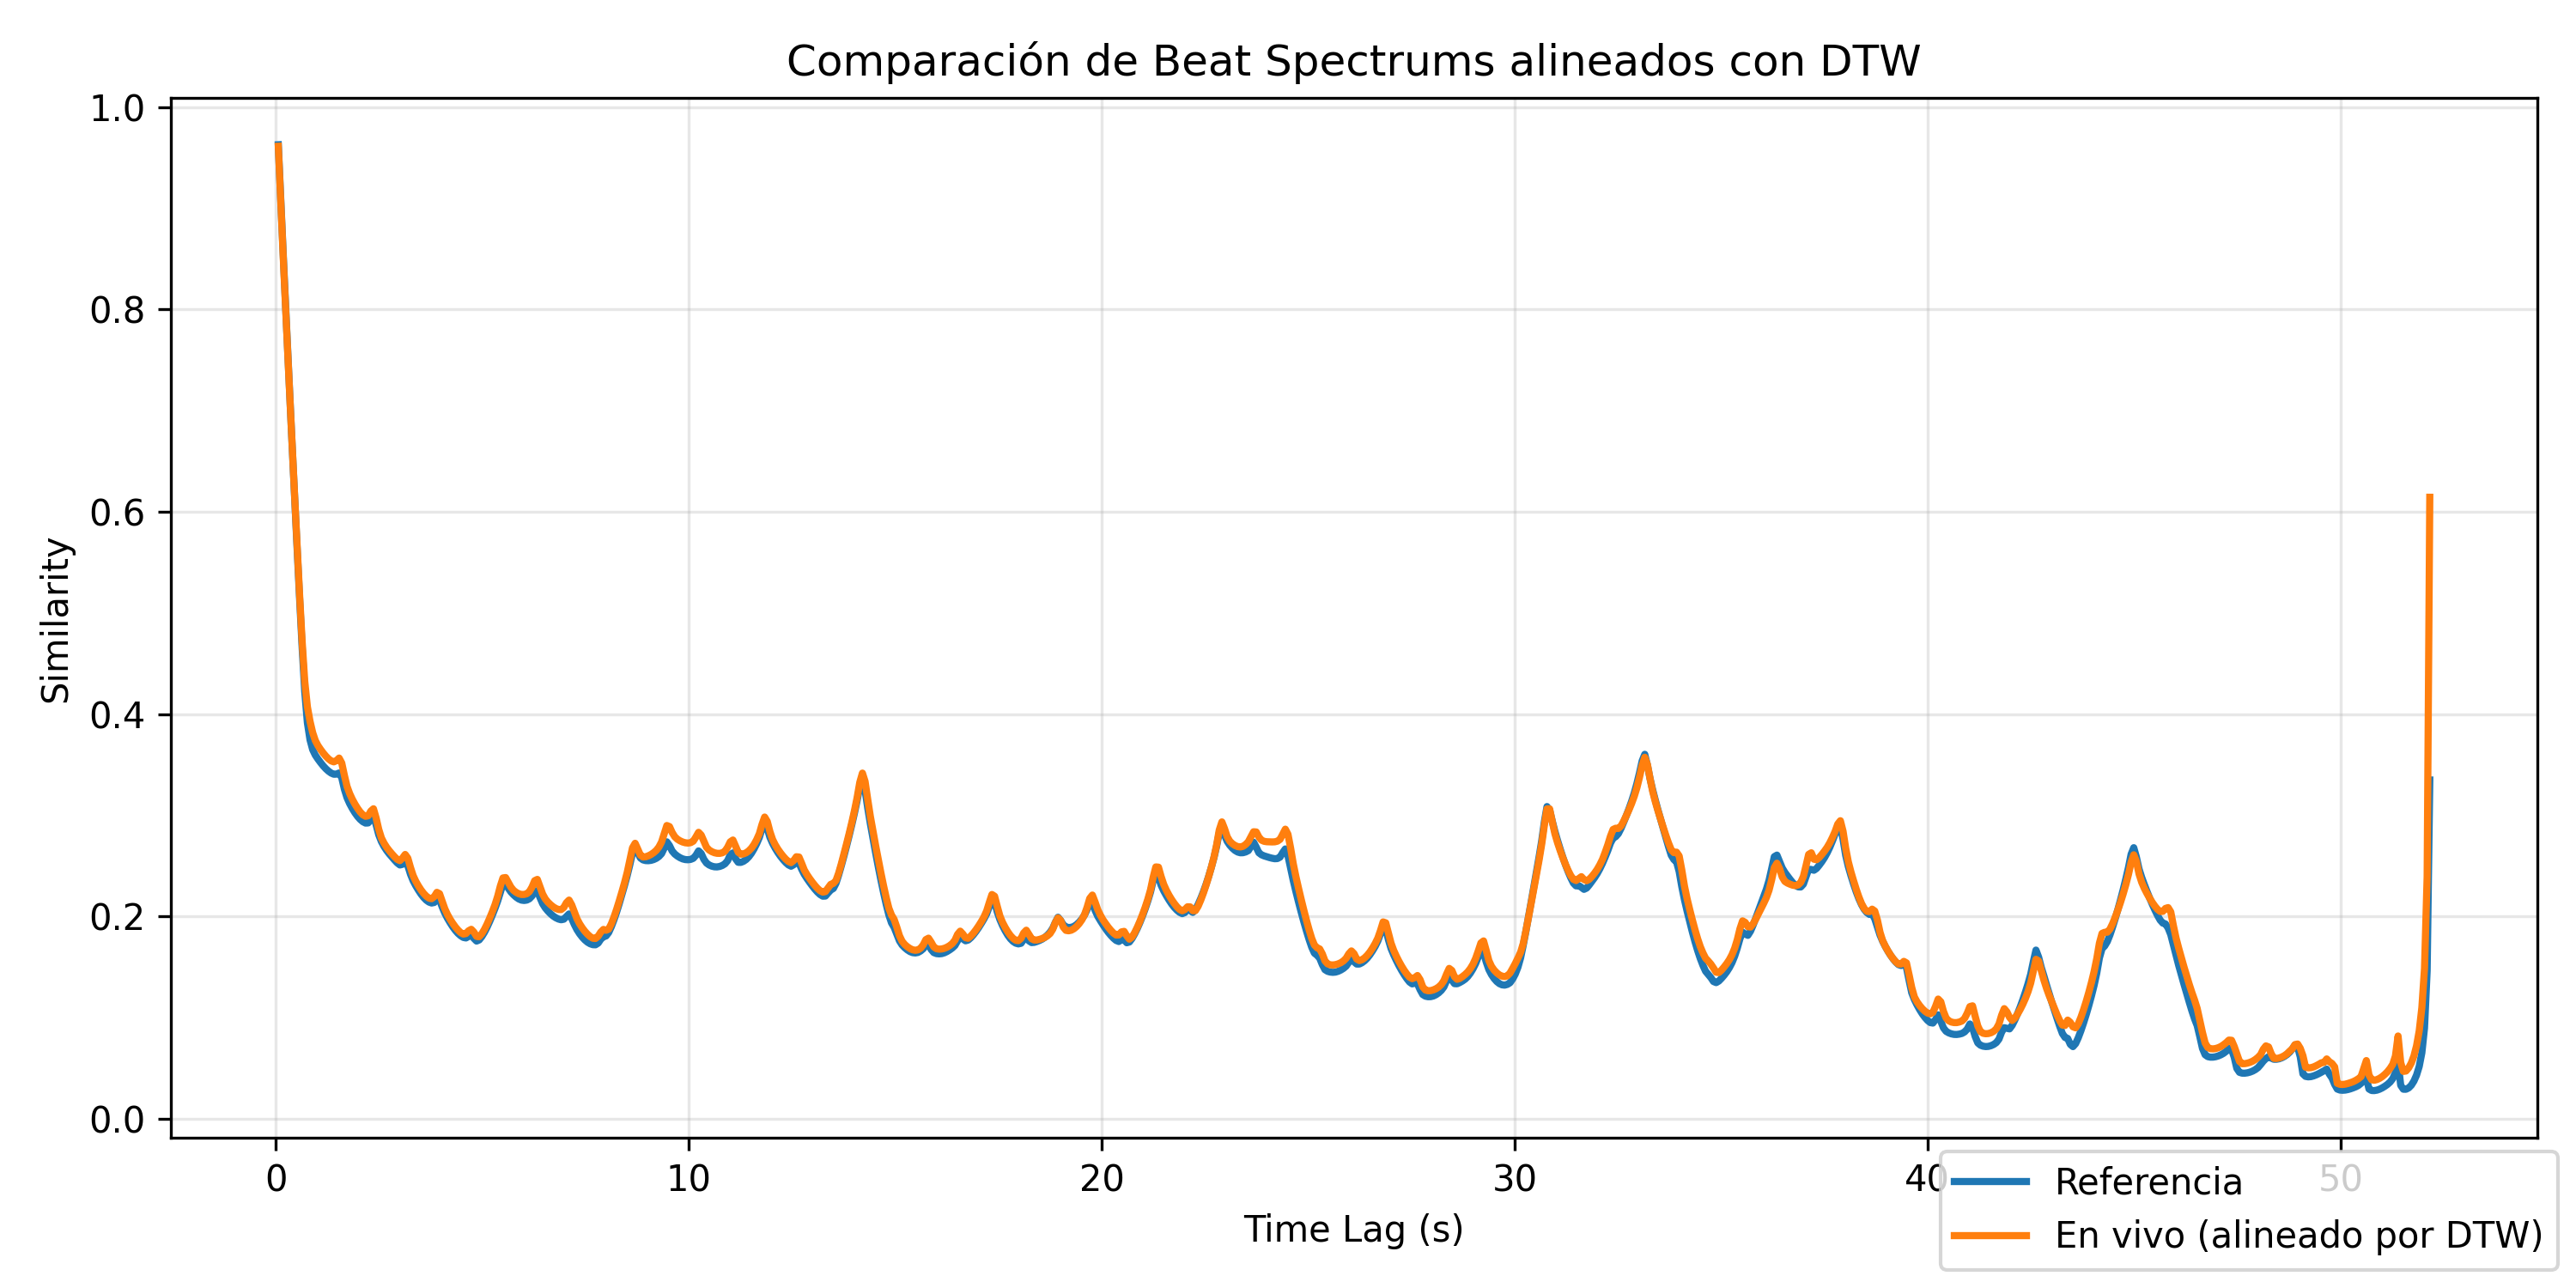 Comparación de Beat Spectrums alineados con DTW
1.0
0.8
0.6
0.4
0.2
0.0
Similarity
0 10 20 30 40 50
Time Lag (s)
Referencia
En vivo (alineado por DTW)